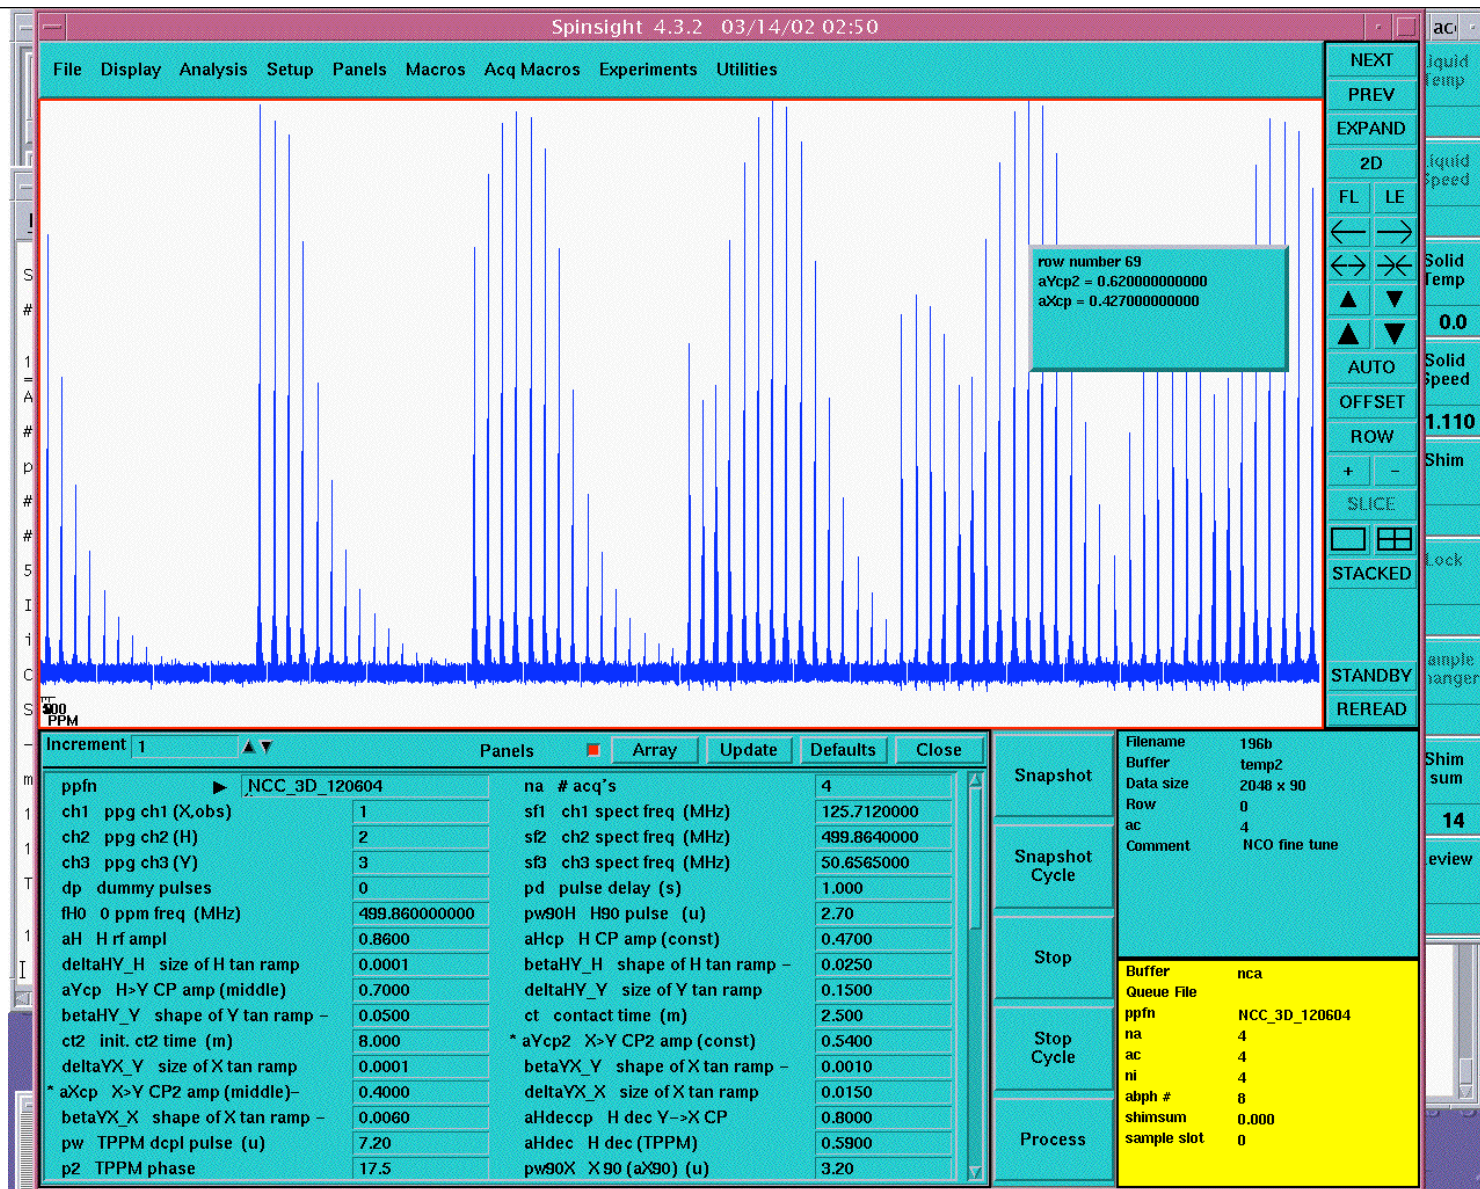 Spinsight 4.3.2 03/14/02 02:50
File Display Analysis Setup Panels Macros Acq Macros Experiments Utilities
NEXT
PREV
EXPAND
2D
FL LE
AUTO
OFFSET
ROW
+ -
SLICE
STACKED
STANDBY
REREAD
row number 69
aYcp2 = 0.620000000000
aXcp = 0.427000000000
PPM
Increment 1
Panels Array Update Defaults Close
ppfn NCC_3D_120604 na # acq's 4
ch1 ppg ch1 (X,obs) 1 sf1 ch1 spect freq (MHz) 125.7120000
ch2 ppg ch2 (H) 2 sf2 ch2 spect freq (MHz) 499.8640000
ch3 ppg ch3 (Y) 3 sf3 ch3 spect freq (MHz) 50.6565000
dp dummy pulses 0 pd pulse delay (s) 1.000
fH0 0 ppm freq (MHz) 499.860000000 pw90H H90 pulse (u) 2.70
aH H rf ampl 0.8600 aHcp H CP amp (const) 0.4700
deltaHY_H size of H tan ramp 0.0001 betaHY_H shape of H tan ramp - 0.0250
aYcp H>Y CP amp (middle) 0.7000 deltaHY_Y size of Y tan ramp 0.1500
betaHY_Y shape of Y tan ramp - 0.0500 ct contact time (m) 2.500
ct2 init. ct2 time (m) 8.000 * aYcp2 X>Y CP2 amp (const) 0.5400
deltaYX_Y size of X tan ramp 0.0001 betaYX_Y shape of X tan ramp - 0.0010
* aXcp X>Y CP2 amp (middle)- 0.4000 deltaYX_X size of X tan ramp 0.0150
betaYX_X shape of X tan ramp - 0.0060 aHdeccp H dec Y->X CP 0.8000
pw TPPM dcpl pulse (u) 7.20 aHdec H dec (TPPM) 0.5900
p2 TPPM phase 17.5 pw90X X 90 (aX90) (u) 3.20
Snapshot
Snapshot
Cycle
Stop
Stop
Cycle
Process
Filename 196b
Buffer temp2
Data size 2048 x 90
Row 0
ac 4
Comment NCO fine tune
Buffer nca
Queue File
ppfn NCC_3D_120604
na 4
ac 4
ni 4
abph # 8
shimsum 0.000
sample slot 0
Solid
Temp
0.0
Solid
Speed
1.110
Shim
Lock
Shim
sum
14